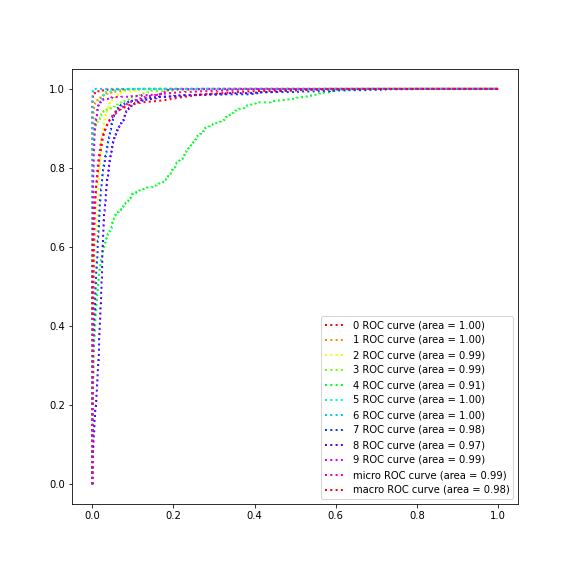 1.0
0.8
0.6
0.4
0.2
0.0
0 ROC curve (area = 1.00)
1 ROC curve (area = 1.00)
2 ROC curve (area = 0.99)
3 ROC curve (area = 0.99)
4 ROC curve (area = 0.91)
5 ROC curve (area = 1.00)
6 ROC curve (area = 1.00)
7 ROC curve (area = 0.98)
8 ROC curve (area = 0.97)
9 ROC curve (area = 0.99)
micro ROC curve (area = 0.99)
macro ROC curve (area = 0.98)
0.0 0.2 0.4 0.6 0.8 1.0